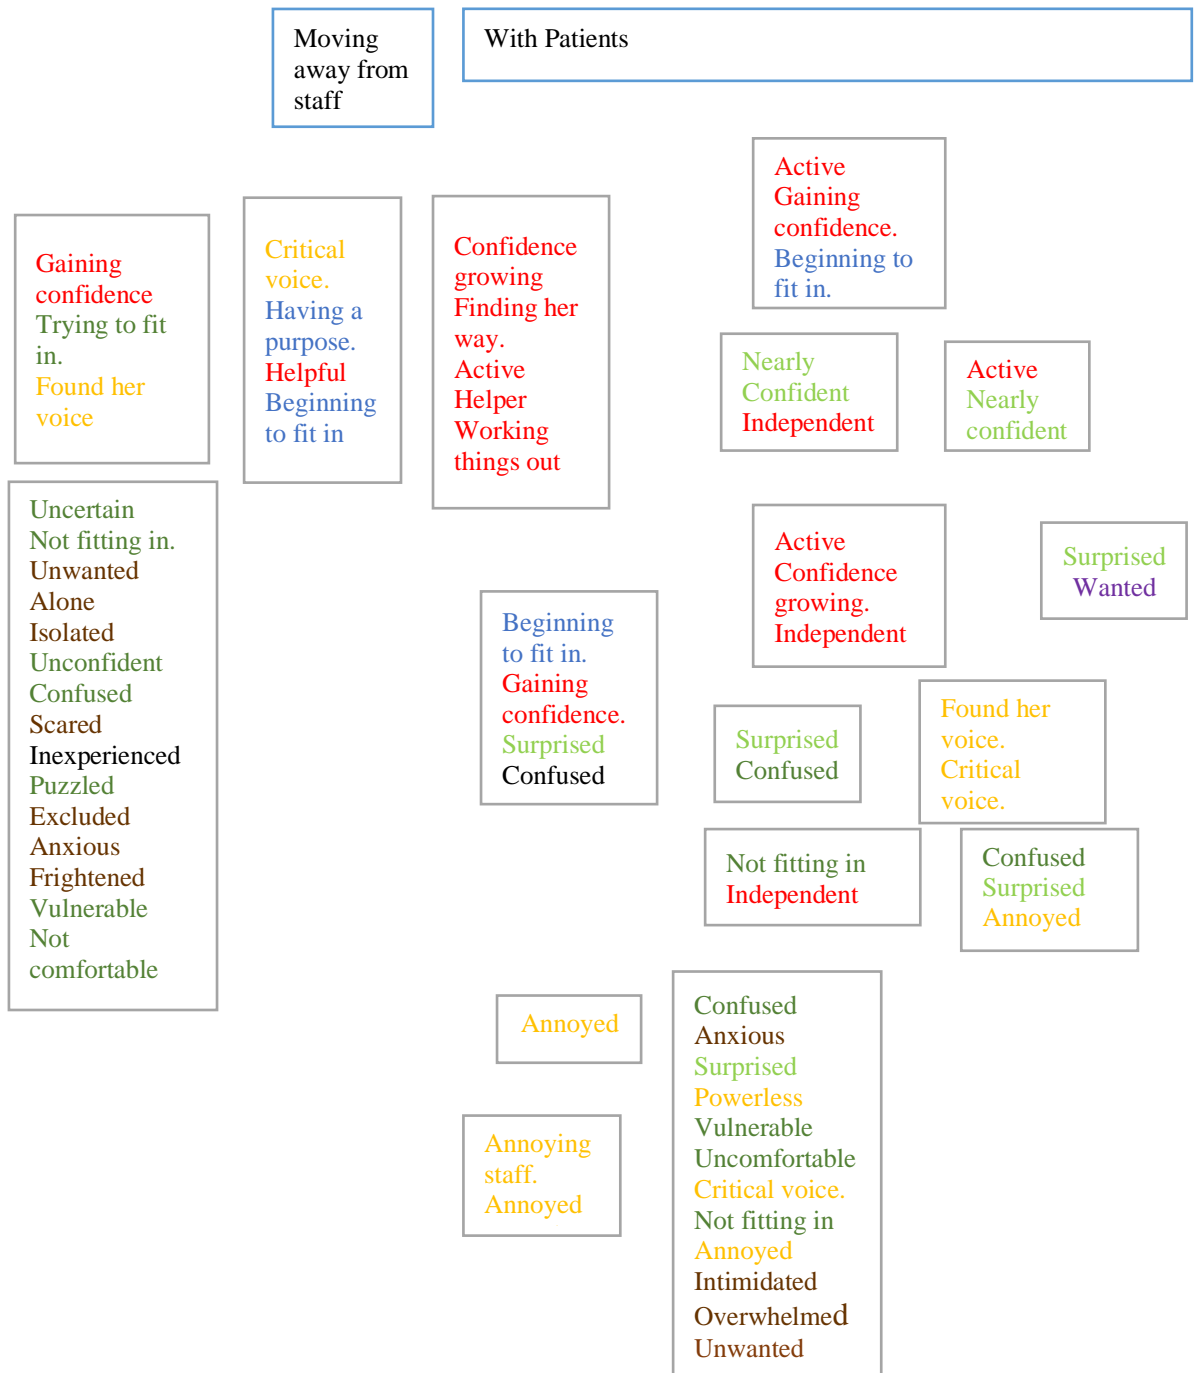 Moving
away from
staff
With Patients
Gaining
confidence
Trying to fit
in.
Found her
voice
Critical
voice.
Having a
purpose.
Helpful
Beginning
to fit in
Confidence
growing
Finding her
way.
Active
Helper
Working
things out
Active
Gaining
confidence.
Beginning to
fit in.
Nearly
Confident
Independent
Active
Nearly
confident
Uncertain
Not fitting in.
Unwanted
Alone
Isolated
Unconfident
Confused
Scared
Inexperienced
Puzzled
Excluded
Anxious
Frightened
Vulnerable
Not
comfortable
Active
Confidence
growing.
Independent
Surprised
Wanted
Beginning
to fit in.
Gaining
confidence.
Surprised
Confused
Surprised
Confused
Found her
voice.
Critical
voice.
Not fitting in
Independent
Confused
Surprised
Annoyed
Annoyed
Annoying
staff.
Annoyed
Confused
Anxious
Surprised
Powerless
Vulnerable
Uncomfortable
Critical voice.
Not fitting in
Annoyed
Intimidated
Overwhelmed
Unwanted